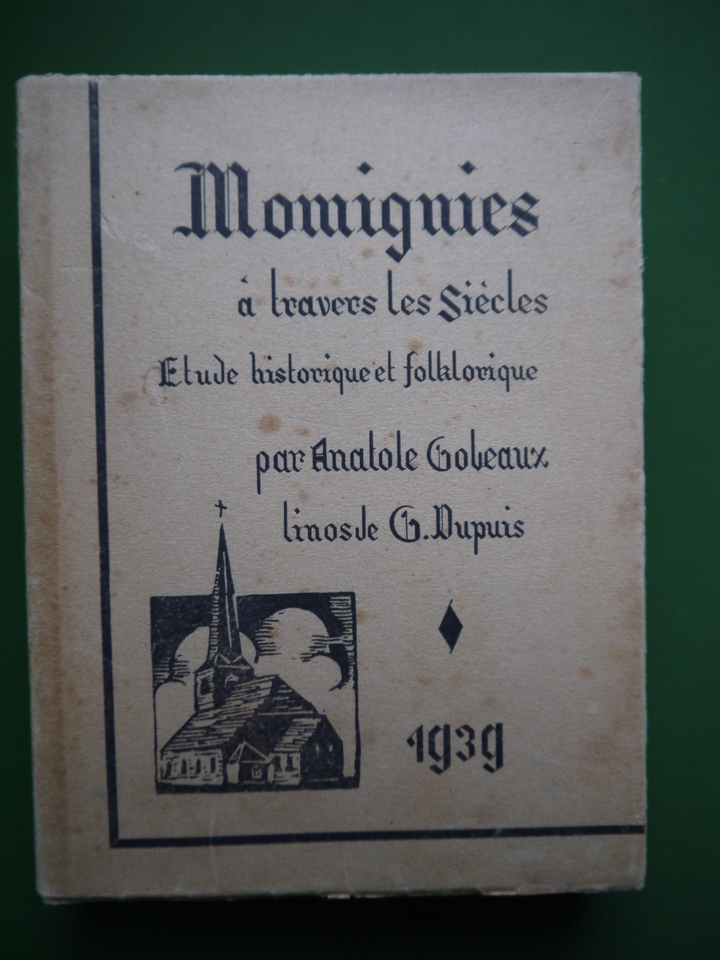 Momignies
à travers les Siècles
Etude historique et folklorique
par Anatole Gobeaux
linos de G. Dupuis
1939